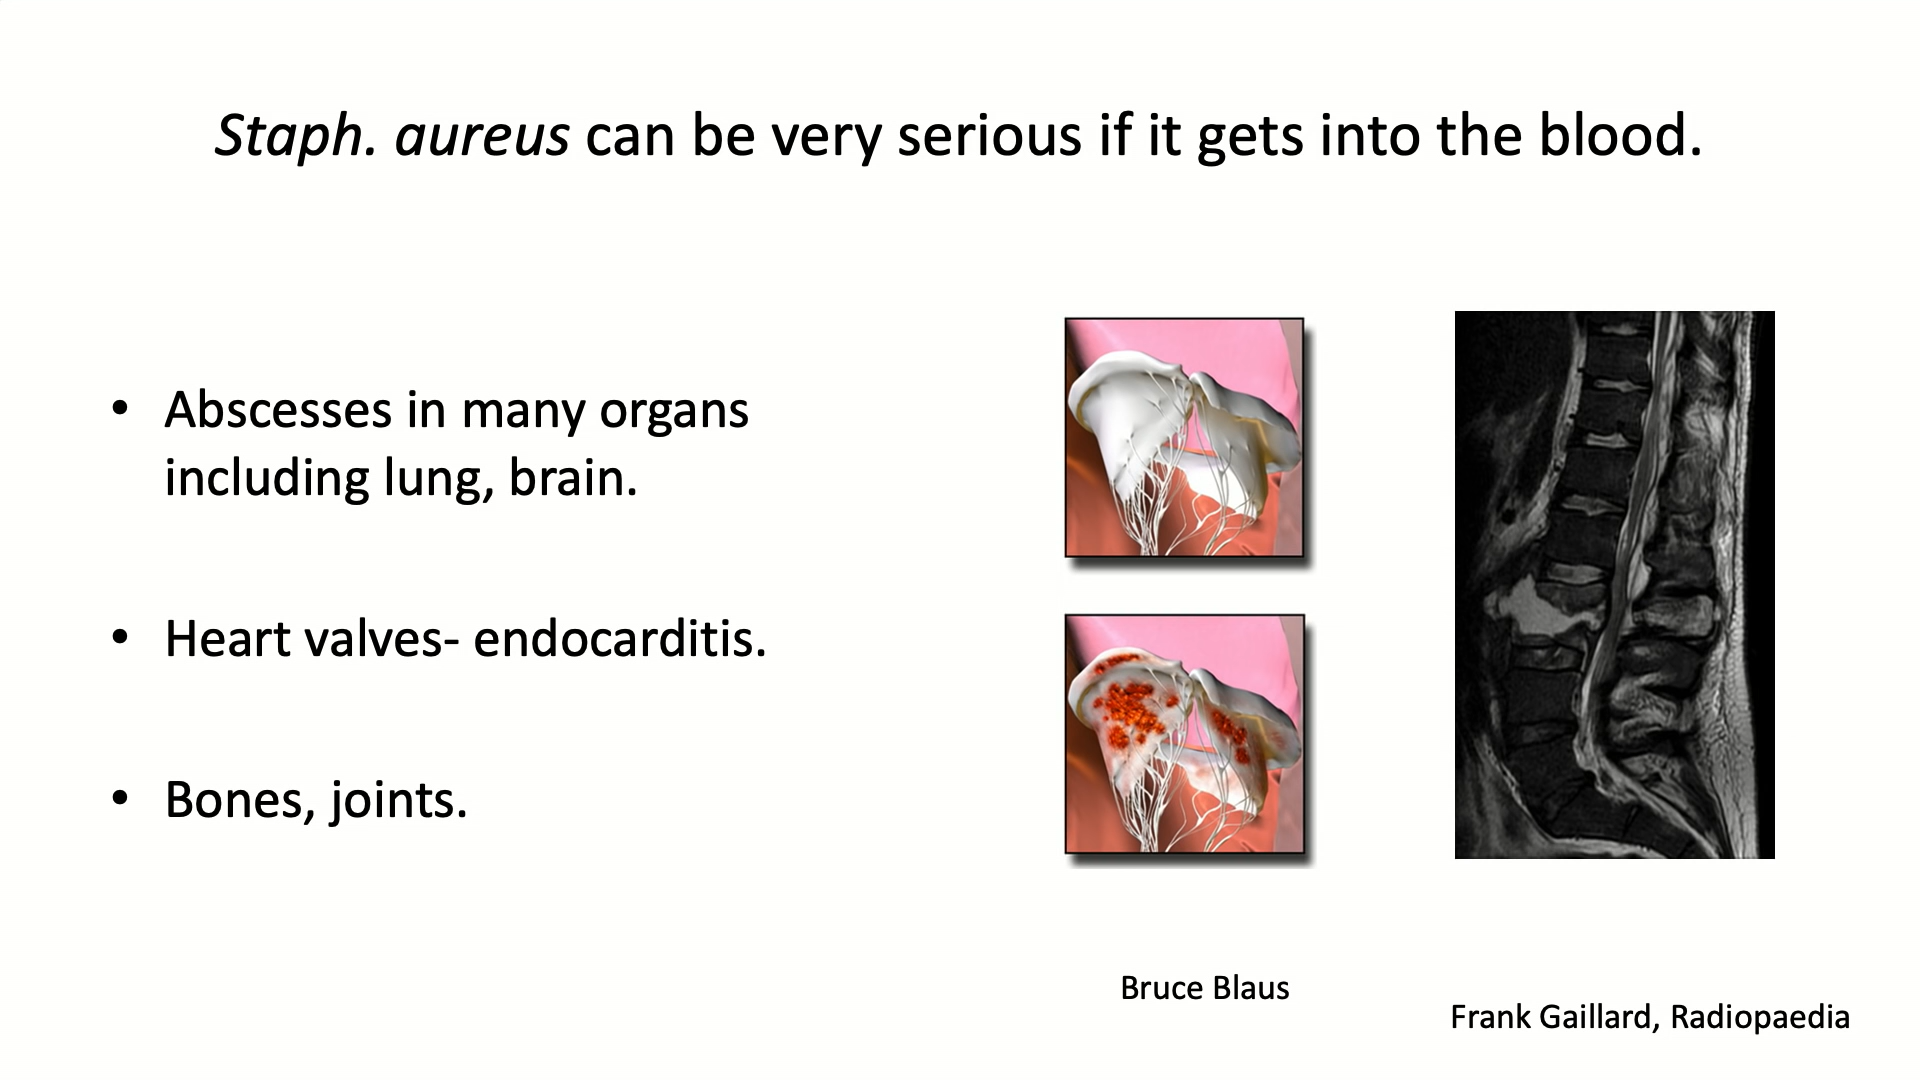 Staph. aureus can be very serious if it gets into the blood.
• Abscesses in many organs
including lung, brain.
• Heart valves- endocarditis.
• Bones, joints.
Bruce Blaus
Frank Gaillard, Radiopaedia